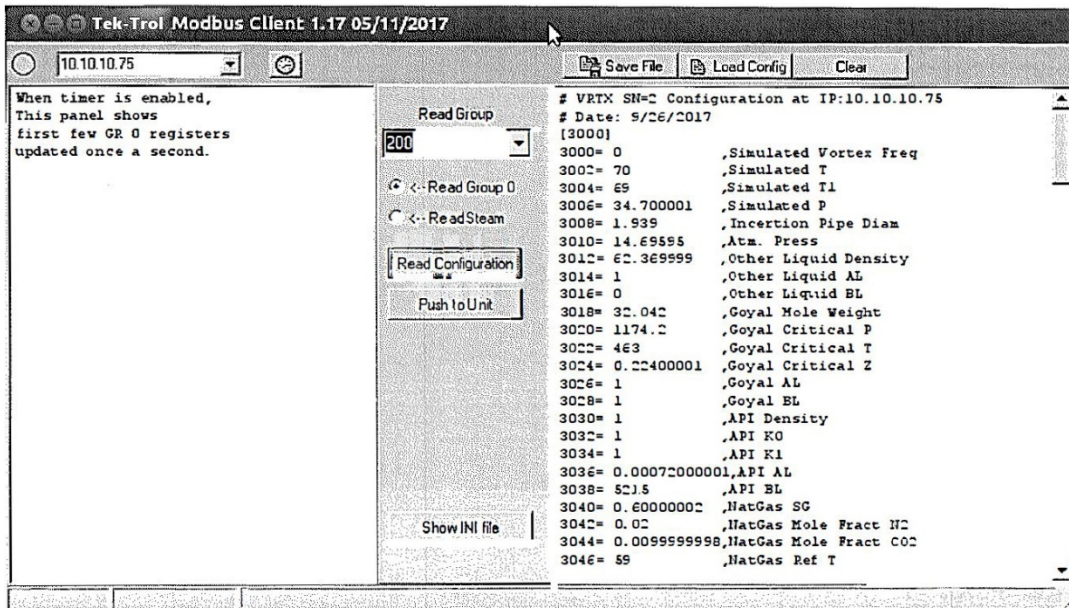 Tek-Trol Modbus Client 1.17 05/11/2017
10.10.10.75
Save File
Load Config
Clear
When timer is enabled,
This panel shows
first few GR 0 registers
updated once a second.
Read Group
200
<-- Read Group 0
<-- Read Steam
Read Configuration
Push to Unit
Show INI file
# VRTX SN=2 Configuration at IP:10.10.10.75
# Date: 9/26/2017
[3000]
3000= 0 ,Simulated Vortex Freq
3002= 70 ,Simulated T
3004= 69 ,Simulated T1
3006= 34.700001 ,Simulated P
3008= 1.939 ,Incertion Pipe Diam
3010= 14.69595 ,Atm. Press
3012= 62.369999 ,Other Liquid Density
3014= 1 ,Other Liquid AL
3016= 0 ,Other Liquid BL
3018= 32.042 ,Goyal Mole Weight
3020= 1174.2 ,Goyal Critical P
3022= 463 ,Goyal Critical T
3024= 0.22400001 ,Goyal Critical Z
3026= 1 ,Goyal AL
3028= 1 ,Goyal BL
3030= 1 ,API Density
3032= 1 ,API K0
3034= 1 ,API K1
3036= 0.00072000001,API AL
3038= 521.5 ,API BL
3040= 0.60000002 ,NatGas SG
3042= 0.02 ,NatGas Mole Fract N2
3044= 0.0099999998,NatGas Mole Fract CO2
3046= 59 ,NatGas Ref T